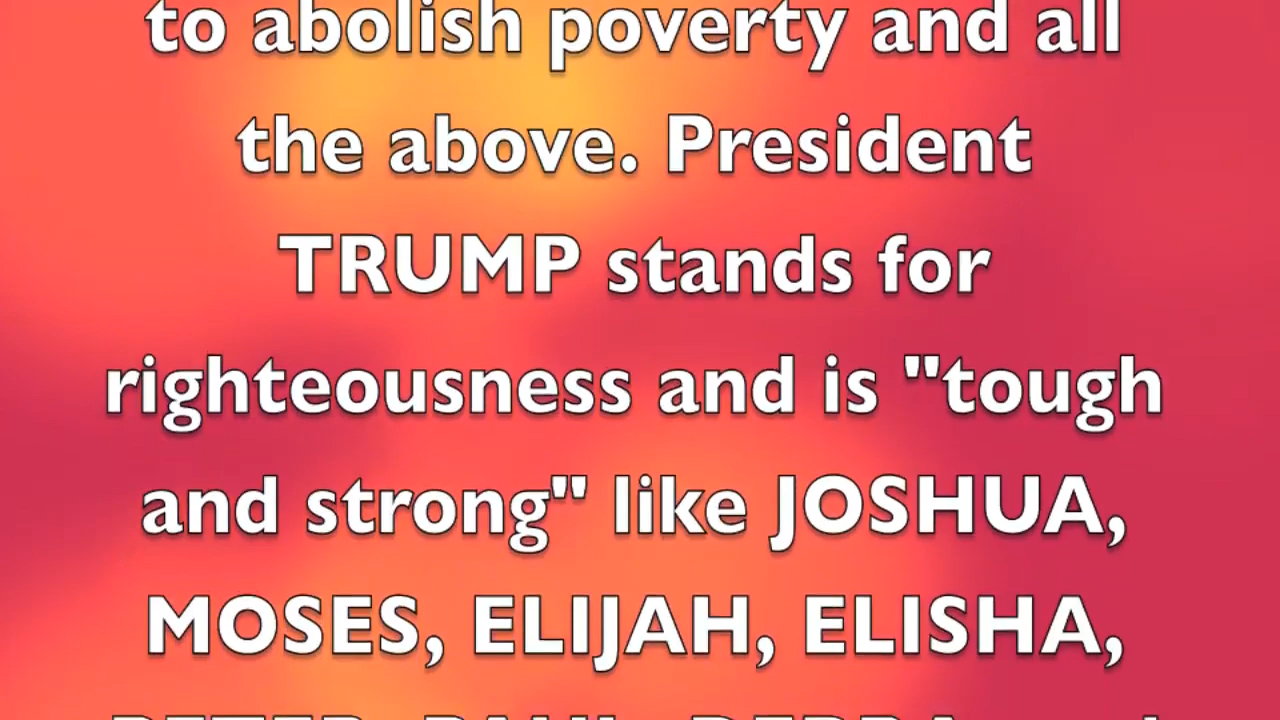 to abolish poverty and all
the above. President
TRUMP stands for
righteousness and is "tough
and strong" like JOSHUA,
MOSES, ELIJAH, ELISHA,